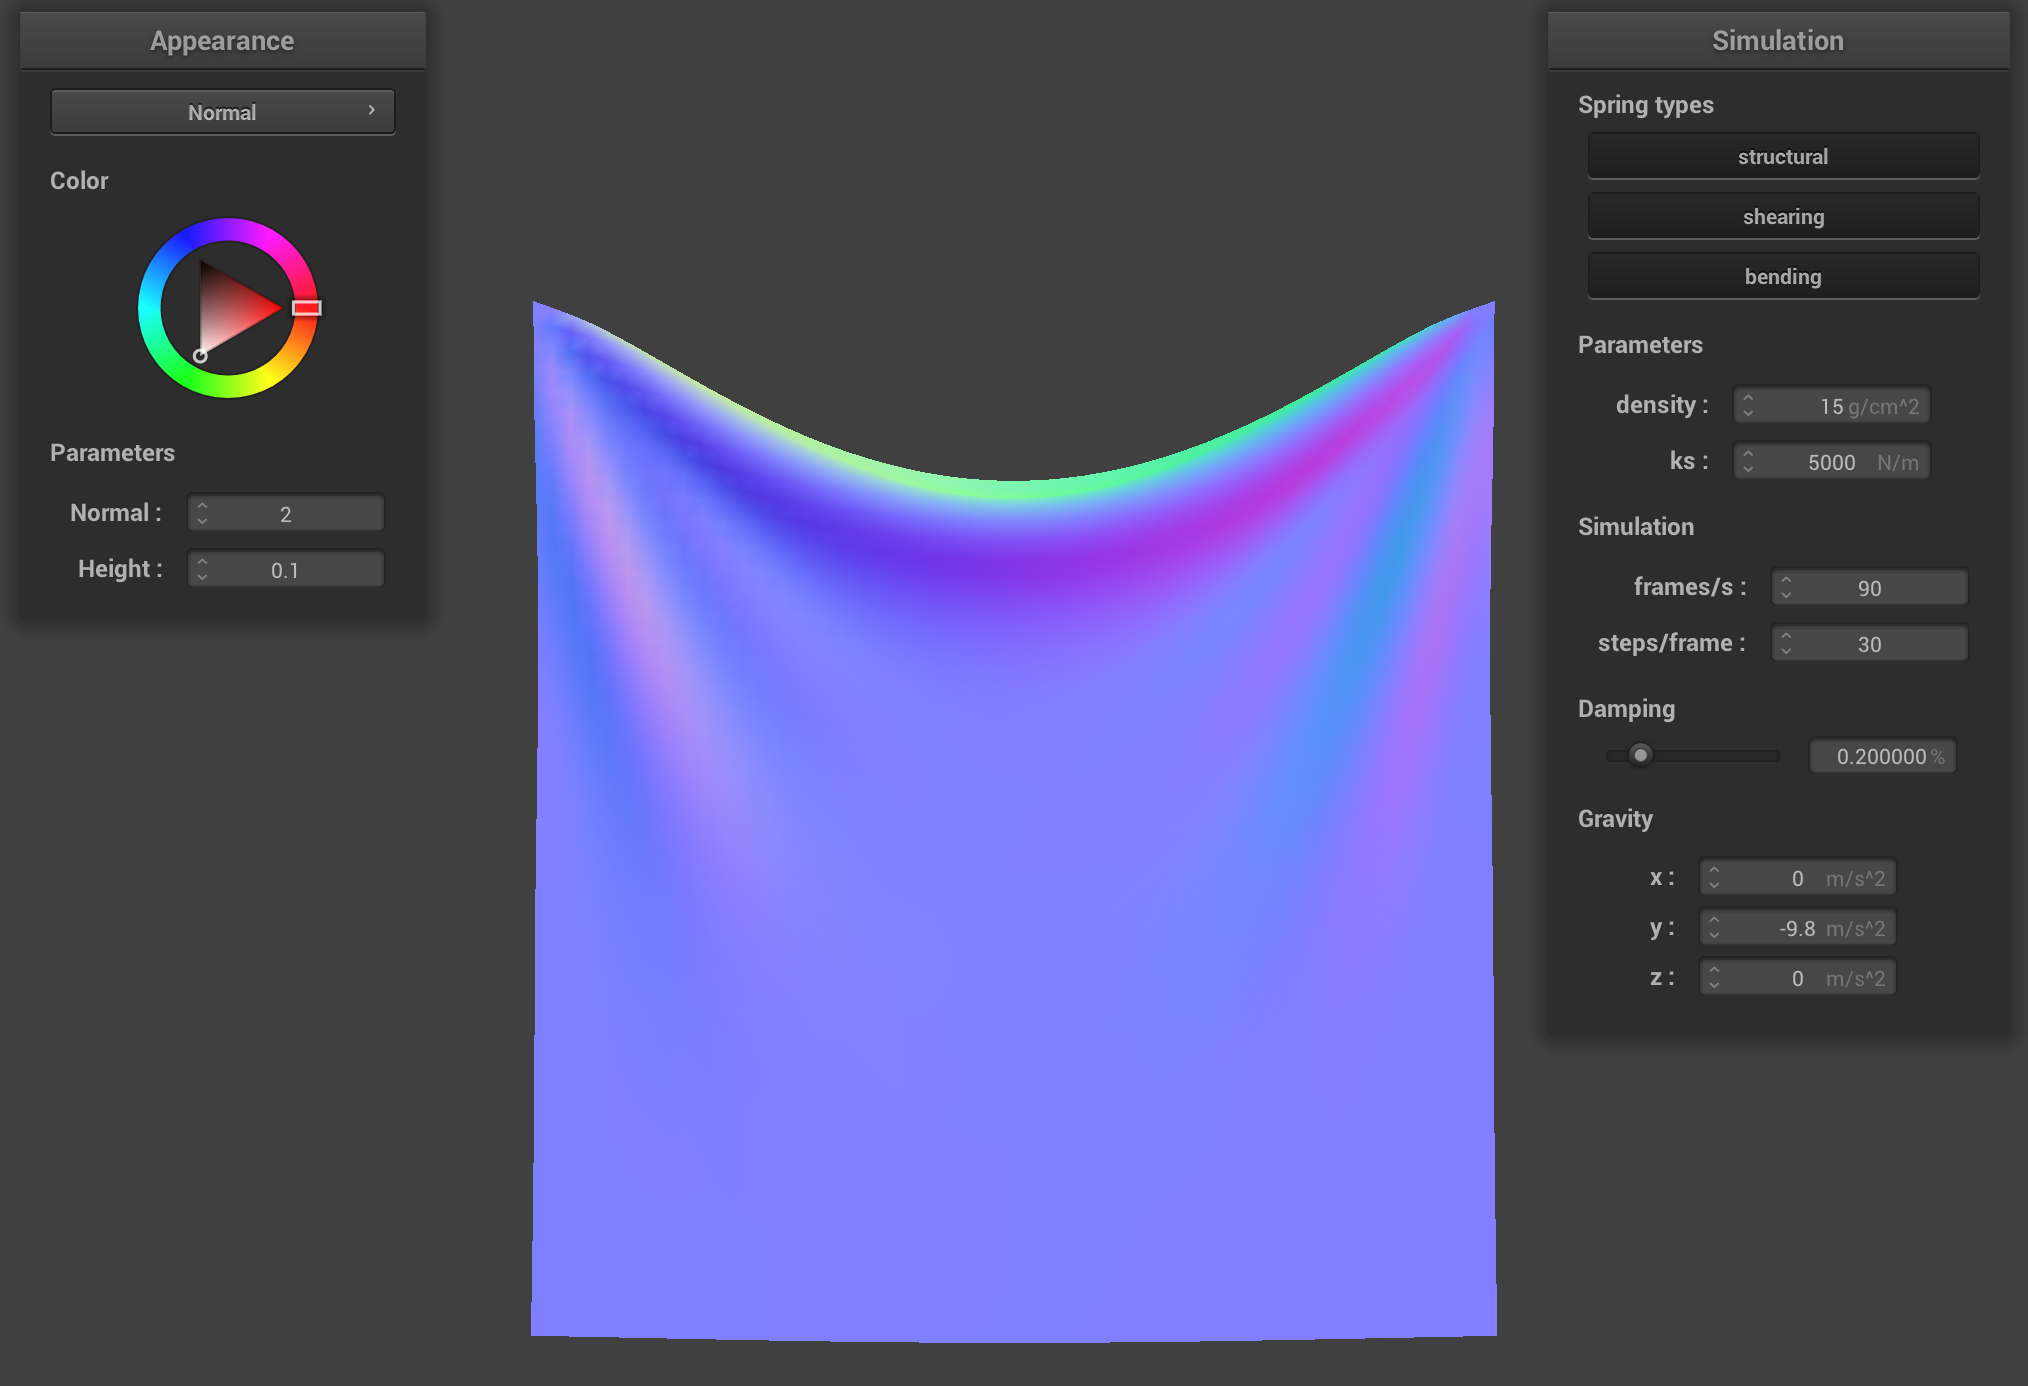 Appearance
Normal
Color
Parameters
Normal : 2
Height : 0.1
Simulation
Spring types
structural
shearing
bending
Parameters
density : 15 g/cm^2
ks : 5000 N/m
Simulation
frames/s : 90
steps/frame : 30
Damping
0.200000 %
Gravity
x : 0 m/s^2
y : -9.8 m/s^2
z : 0 m/s^2